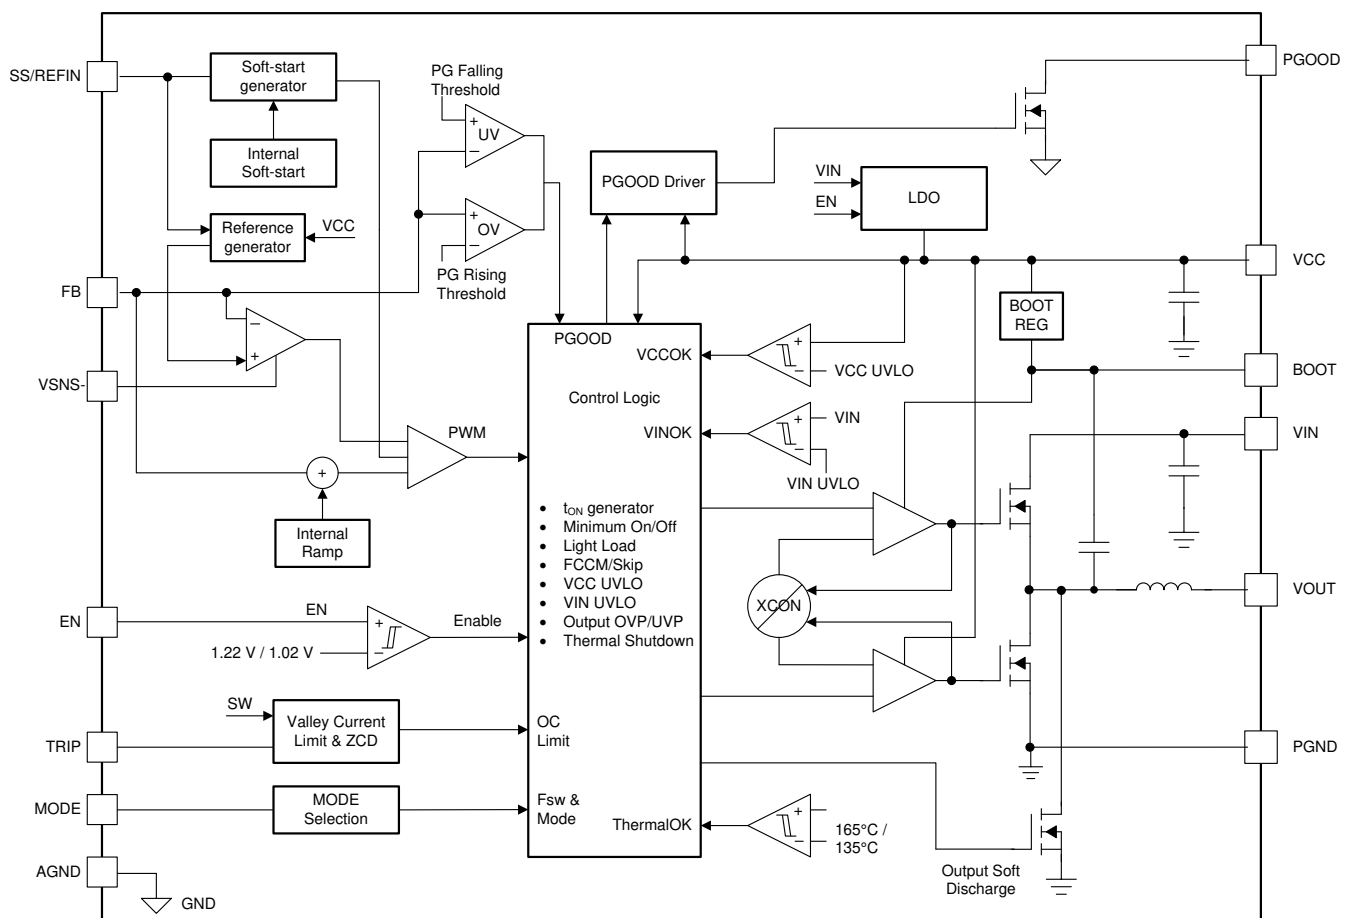 SS/REFIN
Soft-start
generator
Internal
Soft-start
Reference
generator
VCC
PG Falling
Threshold
+
UV
−
+
OV
−
PG Rising
Threshold
PGOOD Driver
VIN
EN
LDO
PGOOD
VCC
BOOT
REG
BOOT
VIN
VOUT
PGND
FB
−
+
VSNS-
PWM
+
Internal
Ramp
EN
EN
+
−
1.22 V / 1.02 V
Enable
SW
Valley Current
Limit & ZCD
TRIP
MODE
MODE
Selection
AGND
GND
PGOOD
VCCOK
Control Logic
VINOK
• tON generator
• Minimum On/Off
• Light Load
• FCCM/Skip
• VCC UVLO
• VIN UVLO
• Output OVP/UVP
• Thermal Shutdown
OC
Limit
Fsw &
Mode
ThermalOK
+
−
VCC UVLO
+
−
VIN
VIN UVLO
XCON
+
−
165°C /
135°C
Output Soft
Discharge